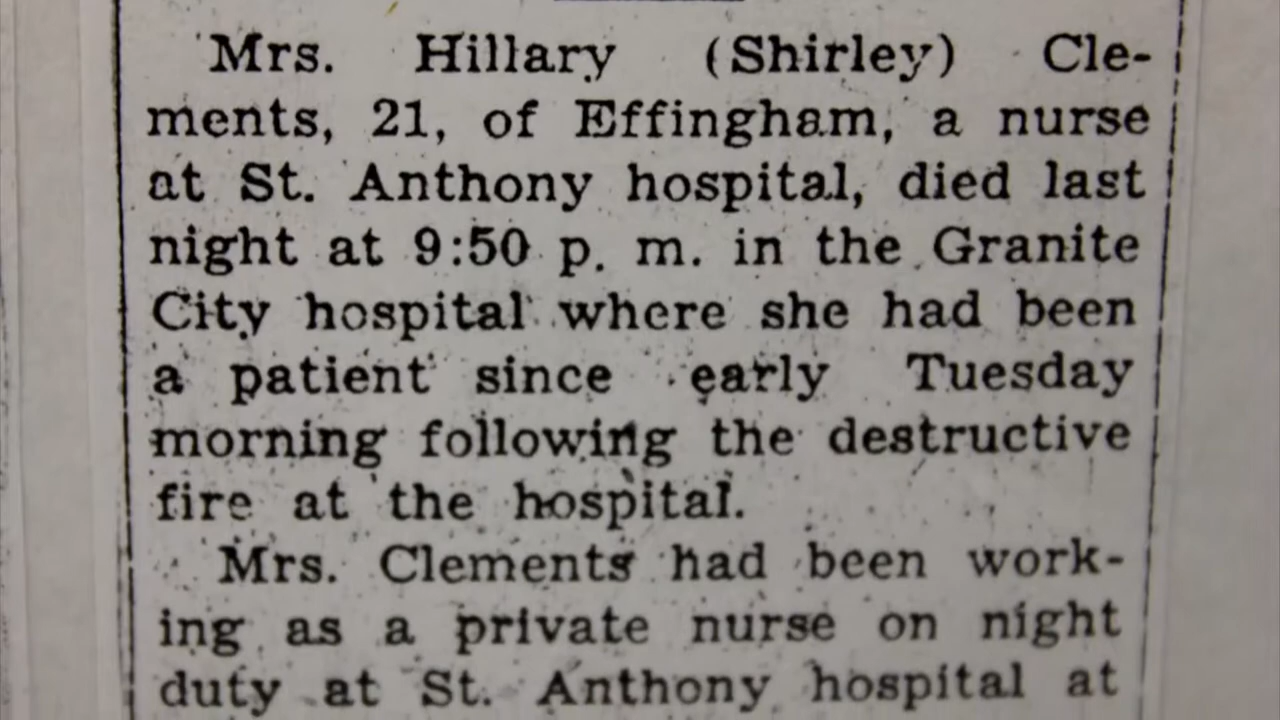 Mrs. Hillary (Shirley) Cle-
ments, 21, of Effingham, a nurse
at St. Anthony hospital, died last
night at 9:50 p. m. in the Granite
City hospital where she had been
a patient since early Tuesday
morning following the destructive
fire at the hospital.
Mrs. Clements had been work-
ing as a private nurse on night
duty at St. Anthony hospital at